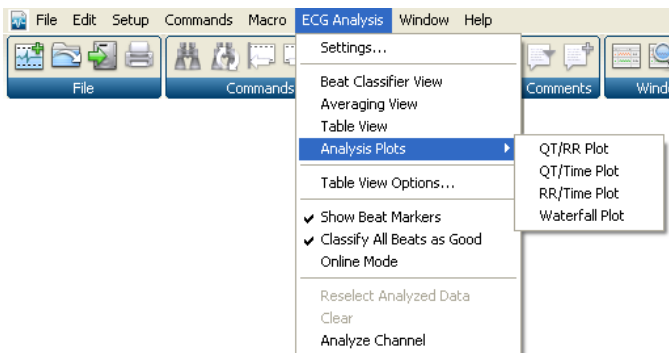 File Edit Setup Commands Macro ECG Analysis Window Help
File
Commands
Comments
Settings...
Beat Classifier View
Averaging View
Table View
Analysis Plots
QT/RR Plot
QT/Time Plot
RR/Time Plot
Waterfall Plot
Table View Options...
Show Beat Markers
Classify All Beats as Good
Online Mode
Reselect Analyzed Data
Clear
Analyze Channel